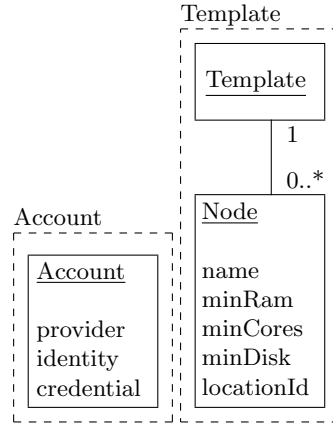 Template
Template
1
0..*
Node
name
minRam
minCores
minDisk
locationId
Account
Account
provider
identity
credential